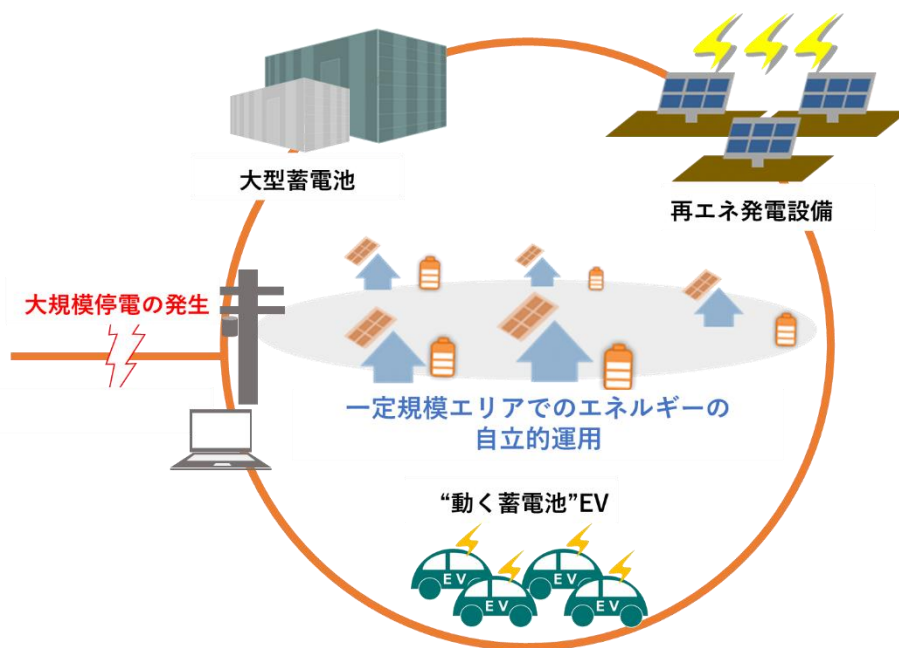 大型蓄電池
再エネ発電設備
大規模停電の発生
一定規模エリアでのエネルギーの
自立的運用
“動く蓄電池”EV
EV
EV
EV
EV